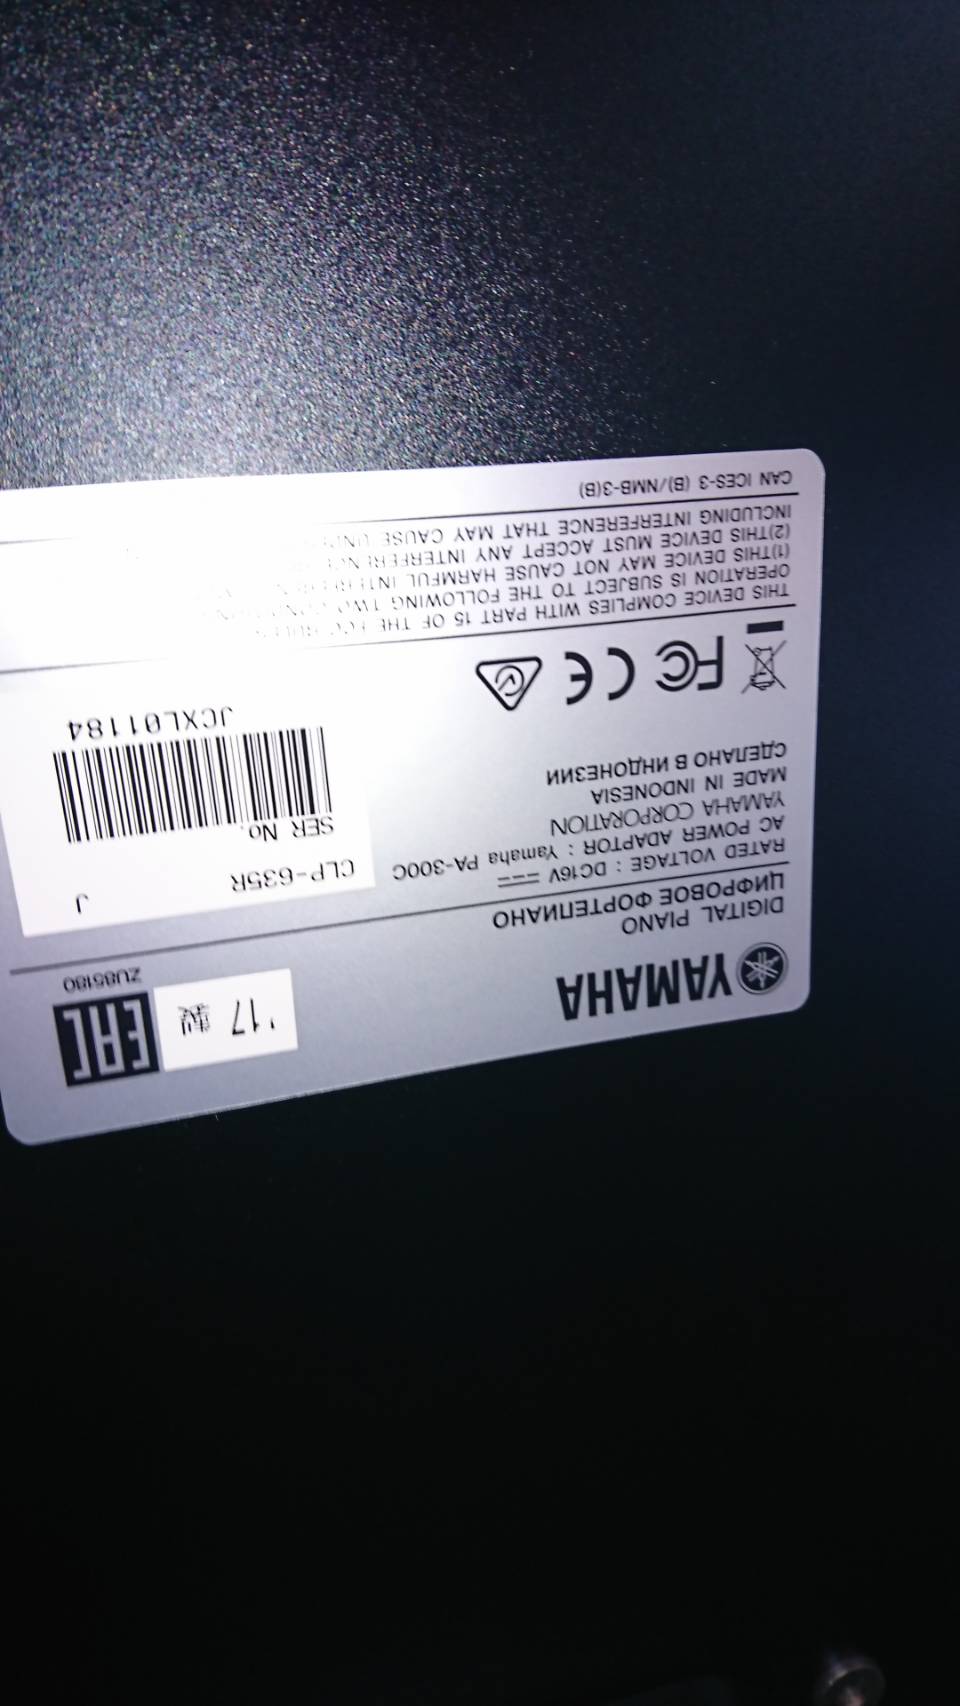 YAMAHA
'17 製
EAC
ZU85180
DIGITAL PIANO
ЦИФРОВОЕ ФОРТЕПИАНО
RATED VOLTAGE : DC16V
AC POWER ADAPTOR : Yamaha PA-300C
YAMAHA CORPORATION
MADE IN INDONESIA
СДЕЛАНО В ИНДОНЕЗИИ
CLP-635R J
SER No.
JCXL01184
FC CE
THIS DEVICE COMPLIES WITH PART 15 OF THE FCC RULES
OPERATION IS SUBJECT TO THE FOLLOWING TWO
(1)THIS DEVICE MAY NOT CAUSE HARMFUL
(2)THIS DEVICE MUST ACCEPT ANY
INCLUDING INTERFERENCE THAT MAY CAUSE
CAN ICES-3 (B)/NMB-3(B)